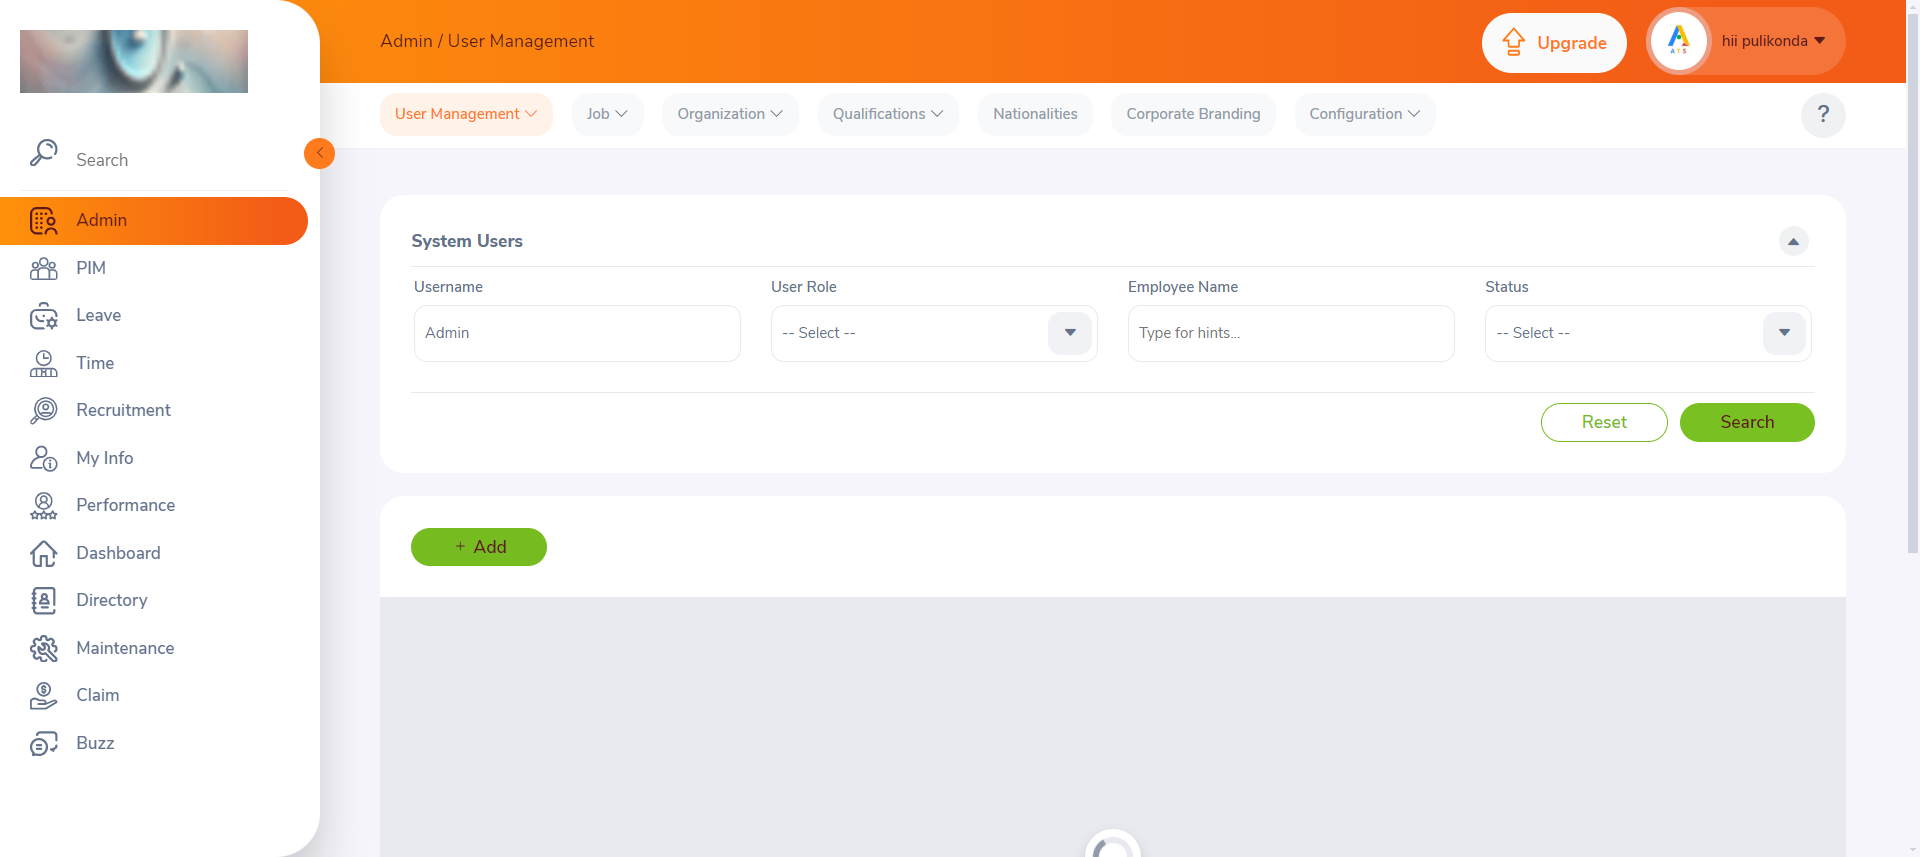 Admin / User Management
Upgrade
ATS
hii pulikonda
User Management
Job
Organization
Qualifications
Nationalities
Corporate Branding
Configuration
?
Search
Admin
PIM
Leave
Time
Recruitment
My Info
Performance
Dashboard
Directory
Maintenance
Claim
Buzz
System Users
Username
User Role
Employee Name
Status
Admin
-- Select --
Type for hints...
-- Select --
Reset
Search
+ Add